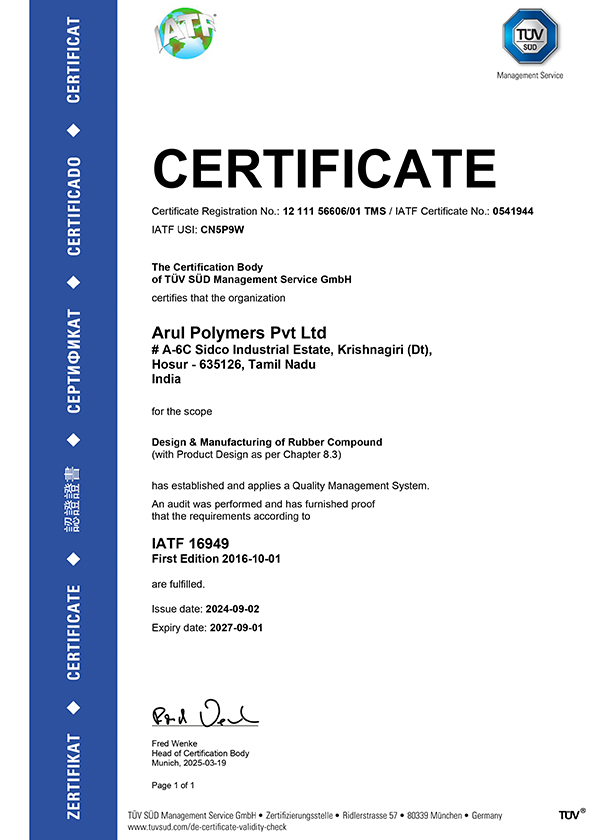 IATF
TÜV
SÜD
Management Service
CERTIFICATE
Certificate Registration No.: 12 111 56606/01 TMS / IATF Certificate No.: 0541944
IATF USI: CN5P9W
The Certification Body
of TÜV SÜD Management Service GmbH
certifies that the organization
Arul Polymers Pvt Ltd
# A-6C Sidco Industrial Estate, Krishnagiri (Dt),
Hosur - 635126, Tamil Nadu
India
for the scope
Design & Manufacturing of Rubber Compound
(with Product Design as per Chapter 8.3)
has established and applies a Quality Management System.
An audit was performed and has furnished proof
that the requirements according to
IATF 16949
First Edition 2016-10-01
are fulfilled.
Issue date: 2024-09-02
Expiry date: 2027-09-01
Fred Wenke
Head of Certification Body
Munich, 2025-03-19
Page 1 of 1
TÜV SÜD Management Service GmbH • Zertifizierungsstelle • Ridlerstrasse 57 • 80339 München • Germany
www.tuvsud.com/de-certificate-validity-check
TÜV®
ZERTIFIKAT ◆ CERTIFICATE ◆ 認證證書 ◆ СЕРТИФИКАТ ◆ CERTIFICADO ◆ CERTIFICAT